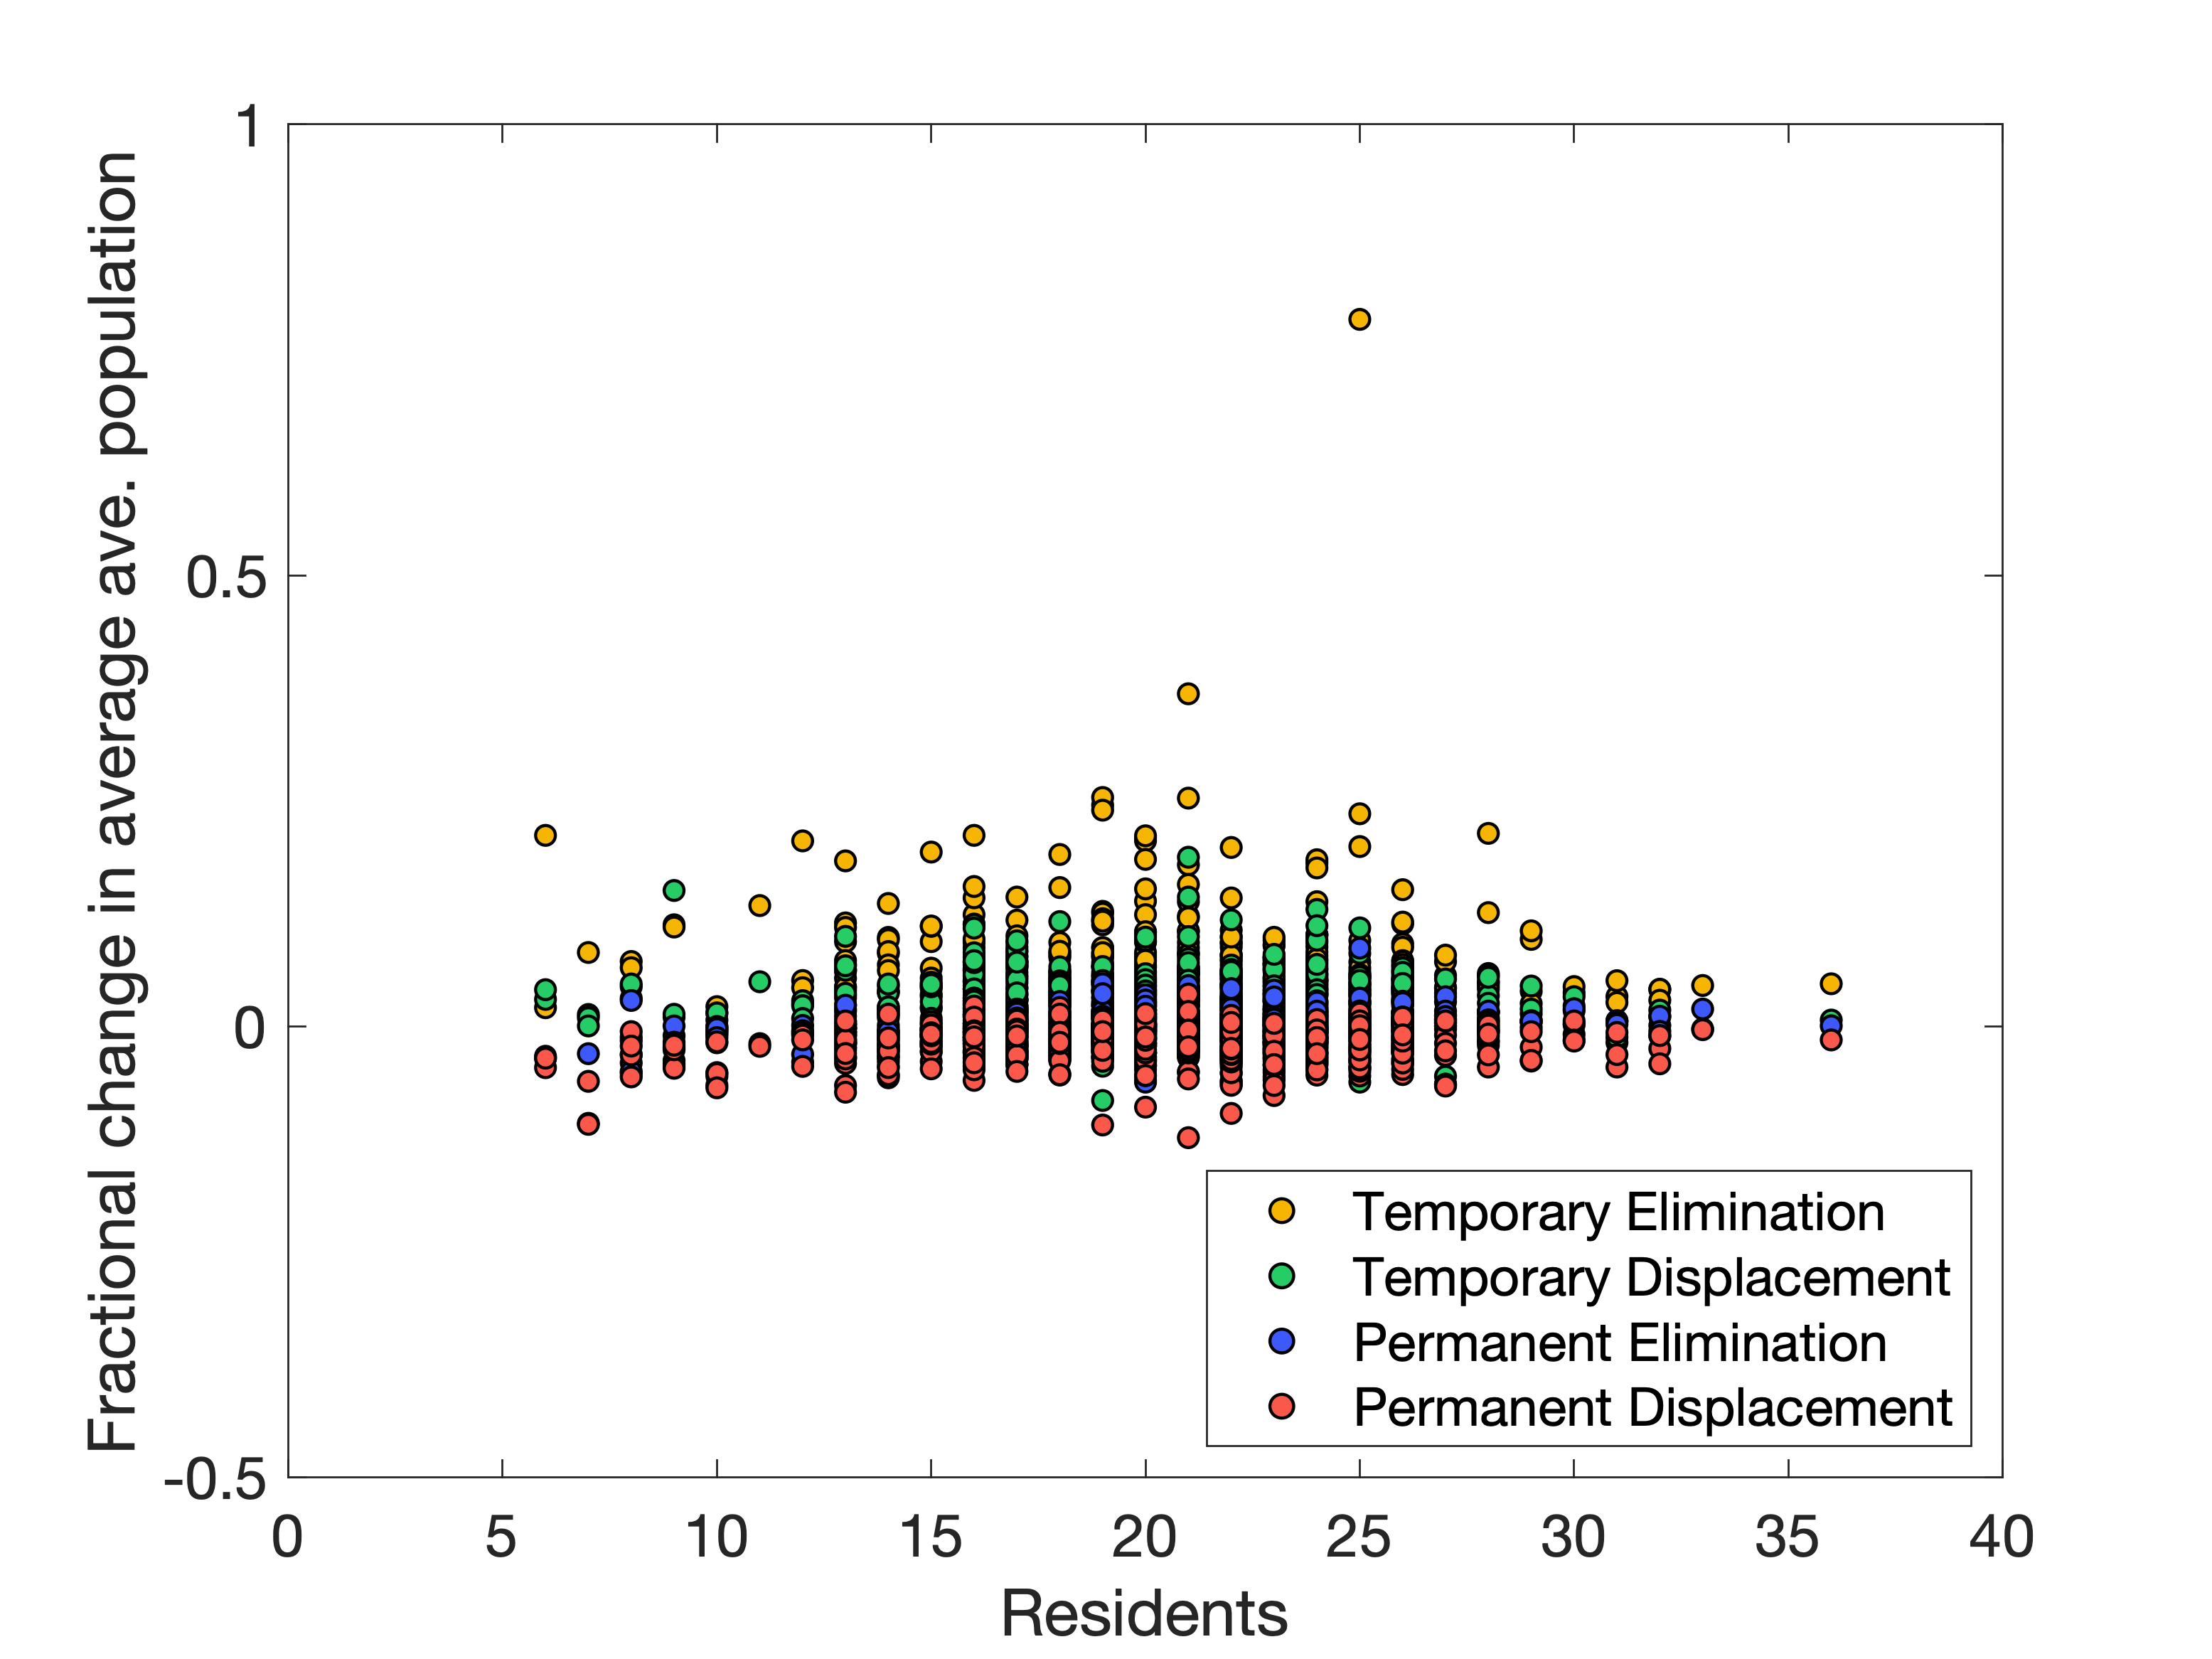 Fractional change in average ave. population
1
0.5
0
-0.5
Temporary Elimination
Temporary Displacement
Permanent Elimination
Permanent Displacement
0 5 10 15 20 25 30 35 40
Residents